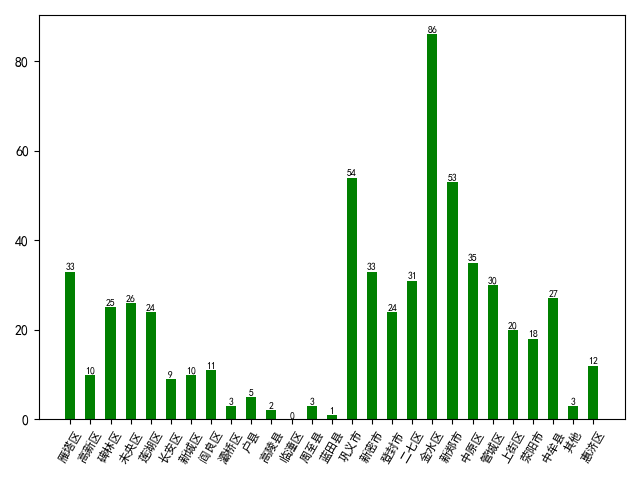 80
60
40
20
0
33
10
25
26
24
9
10
11
3
5
2
0
3
1
54
33
24
31
86
53
35
30
20
18
27
3
12
雁塔区
高新区
碑林区
未央区
莲湖区
长安区
新城区
阎良区
灞桥区
户县
高陵县
临潼区
周至县
蓝田县
巩义市
新密市
登封市
二七区
金水区
新郑市
中原区
管城区
上街区
荥阳市
中牟县
其他
惠济区